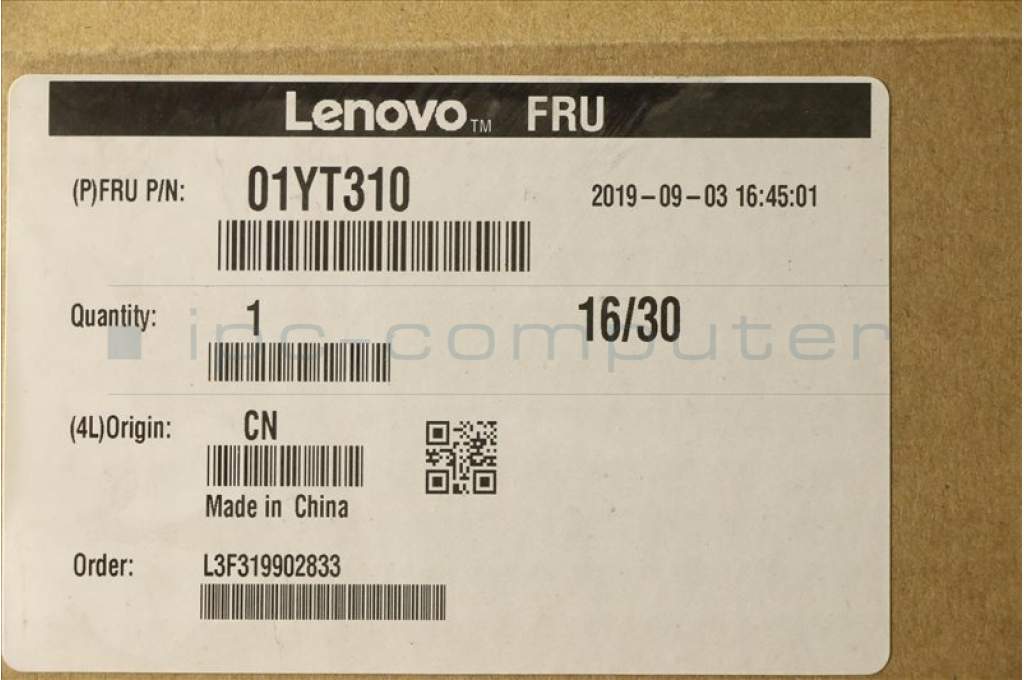 Lenovo™ FRU
(P)FRU P/N: 01YT310 2019-09-03 16:45:01
Quantity: 1 16/30
ipc-computer
(4L)Origin: CN
Made in China
Order: L3F319902833